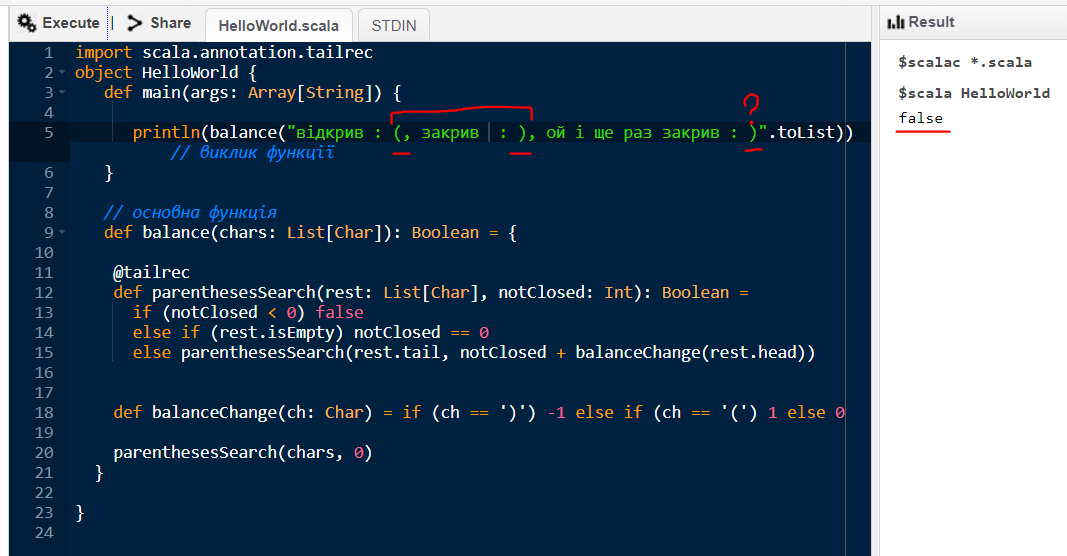 Execute | Share HelloWorld.scala STDIN
Result
1 import scala.annotation.tailrec
2 object HelloWorld {
3 def main(args: Array[String]) {
?
4
5 println(balance("відкрив : (, закрив : ), ой і ще раз закрив : )".toList))
// виклик функції
6 }
7
8 // основна функція
9 def balance(chars: List[Char]): Boolean = {
10
11 @tailrec
12 def parenthesesSearch(rest: List[Char], notClosed: Int): Boolean =
13 if (notClosed < 0) false
14 else if (rest.isEmpty) notClosed == 0
15 else parenthesesSearch(rest.tail, notClosed + balanceChange(rest.head))
16
17
18 def balanceChange(ch: Char) = if (ch == ')') -1 else if (ch == '(') 1 else 0
19
20 parenthesesSearch(chars, 0)
21 }
22
23 }
24
$scalac *.scala
$scala HelloWorld
false